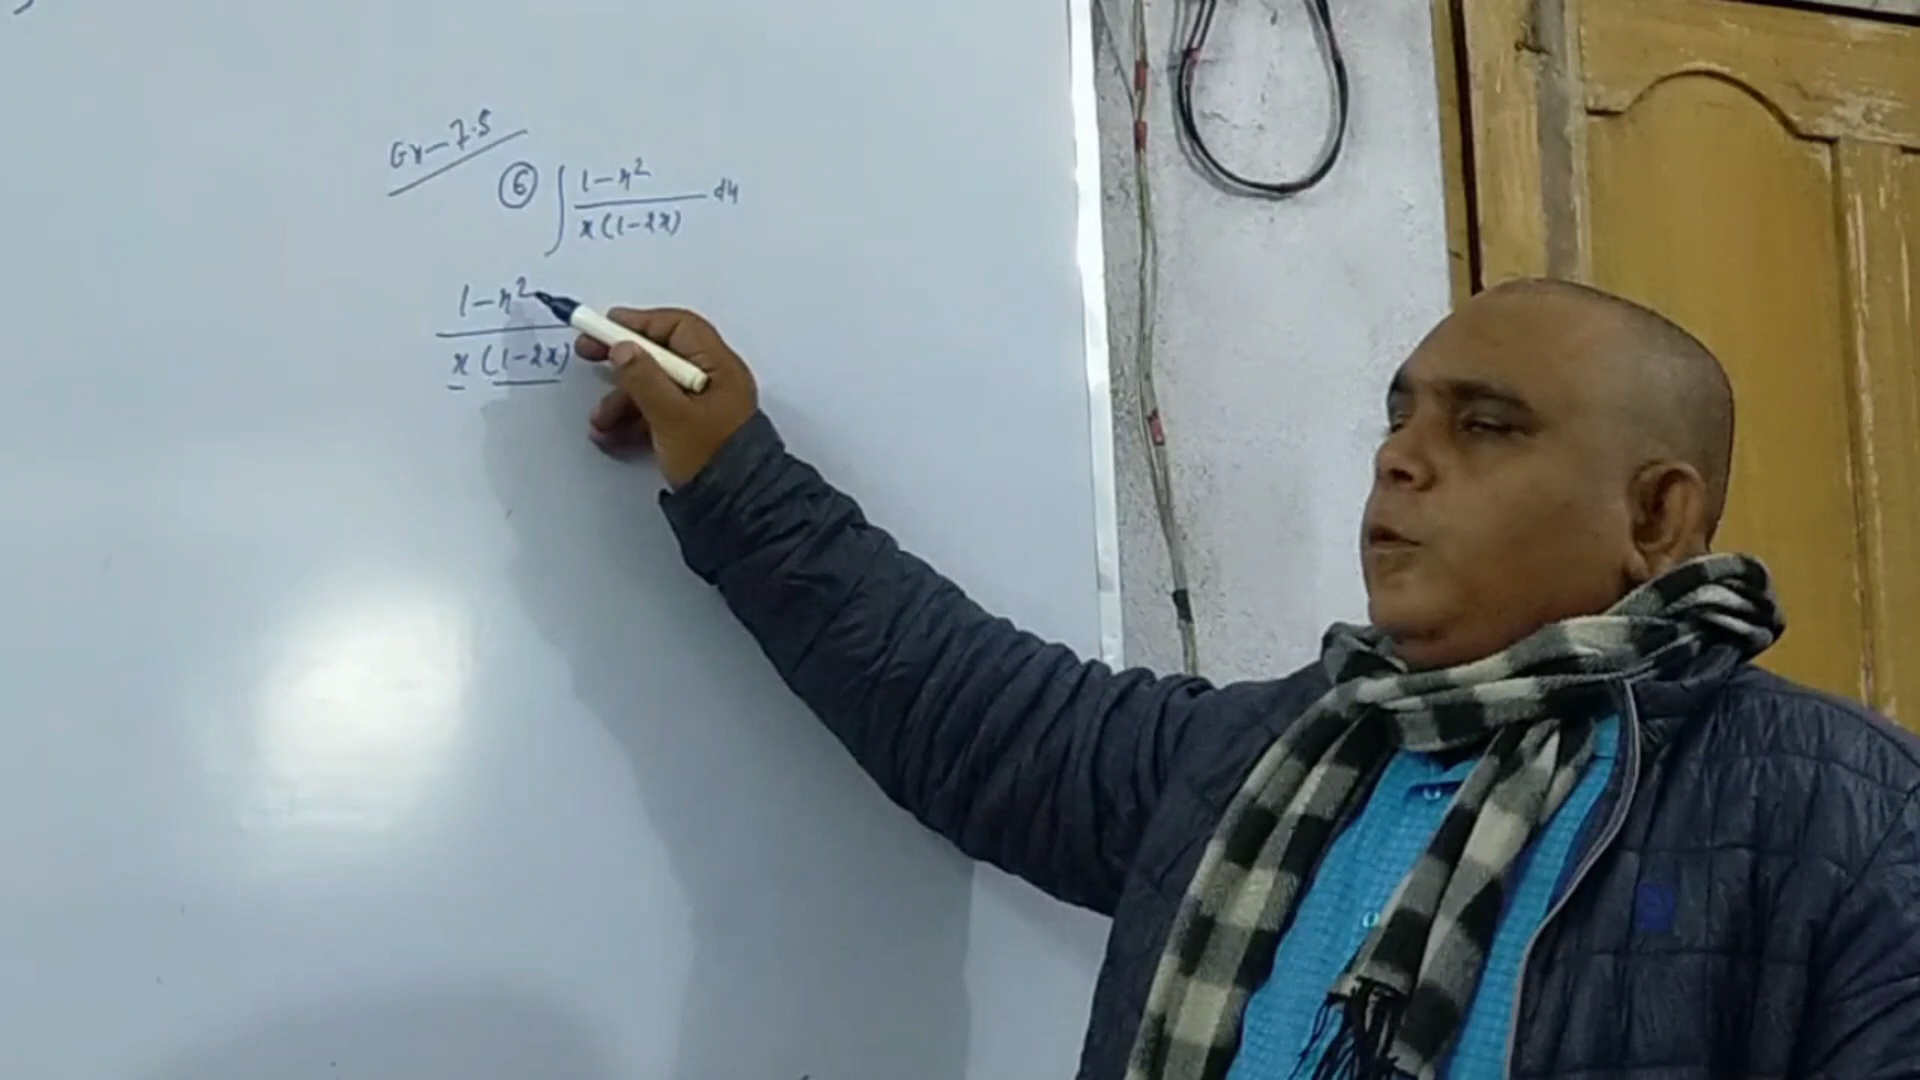 Ex-7.5
⑥ ∫ 1-x² / x(1-2x) dx
1-x² / x(1-2x)